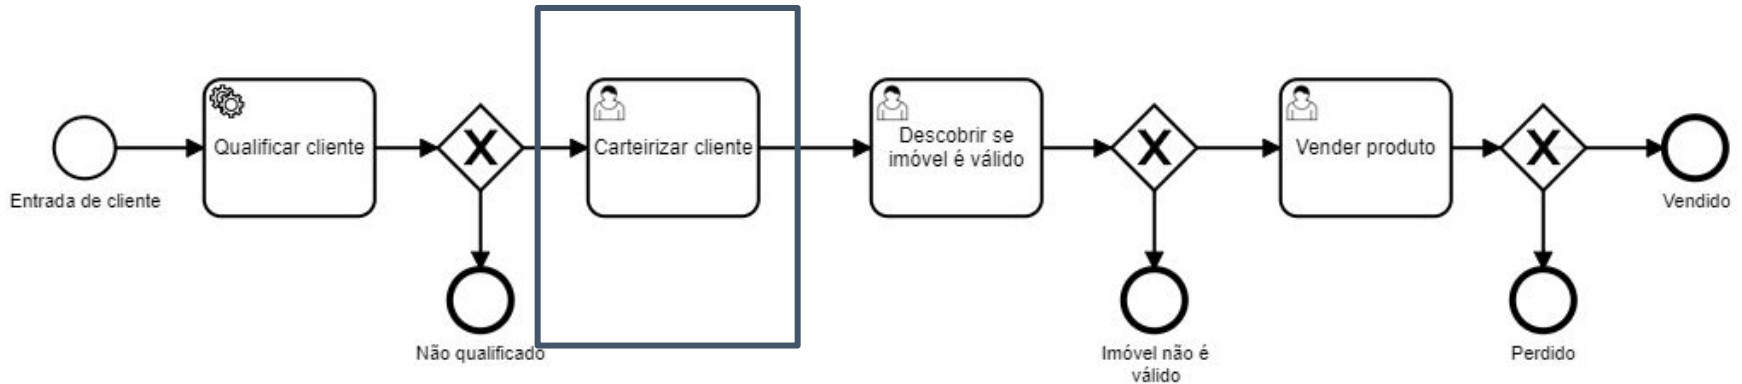 Entrada de cliente
Qualificar cliente
X
Não qualificado
Carteirizar cliente
Descobrir se
imóvel é válido
X
Imóvel não é
válido
Vender produto
X
Perdido
Vendido